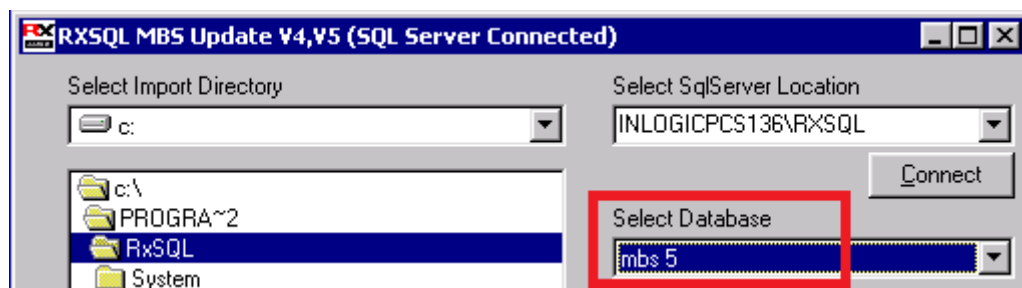 RXSQL MBS Update V4,V5 (SQL Server Connected)
Select Import Directory
c:
c:\
PROGRA~2
RxSQL
System
Select SqlServer Location
INLOGICPCS136\RXSQL
Connect
Select Database
mbs 5